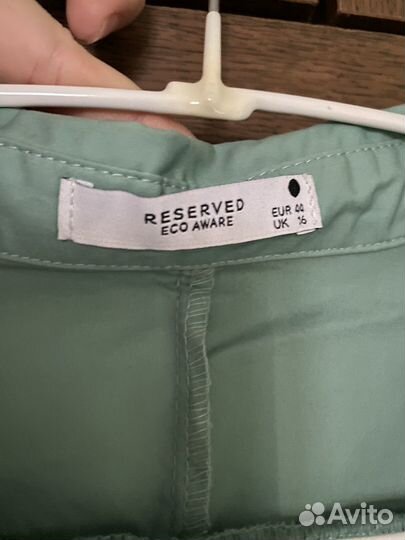 RESERVED
ECO AWARE
EUR 44
UK 16
Avito